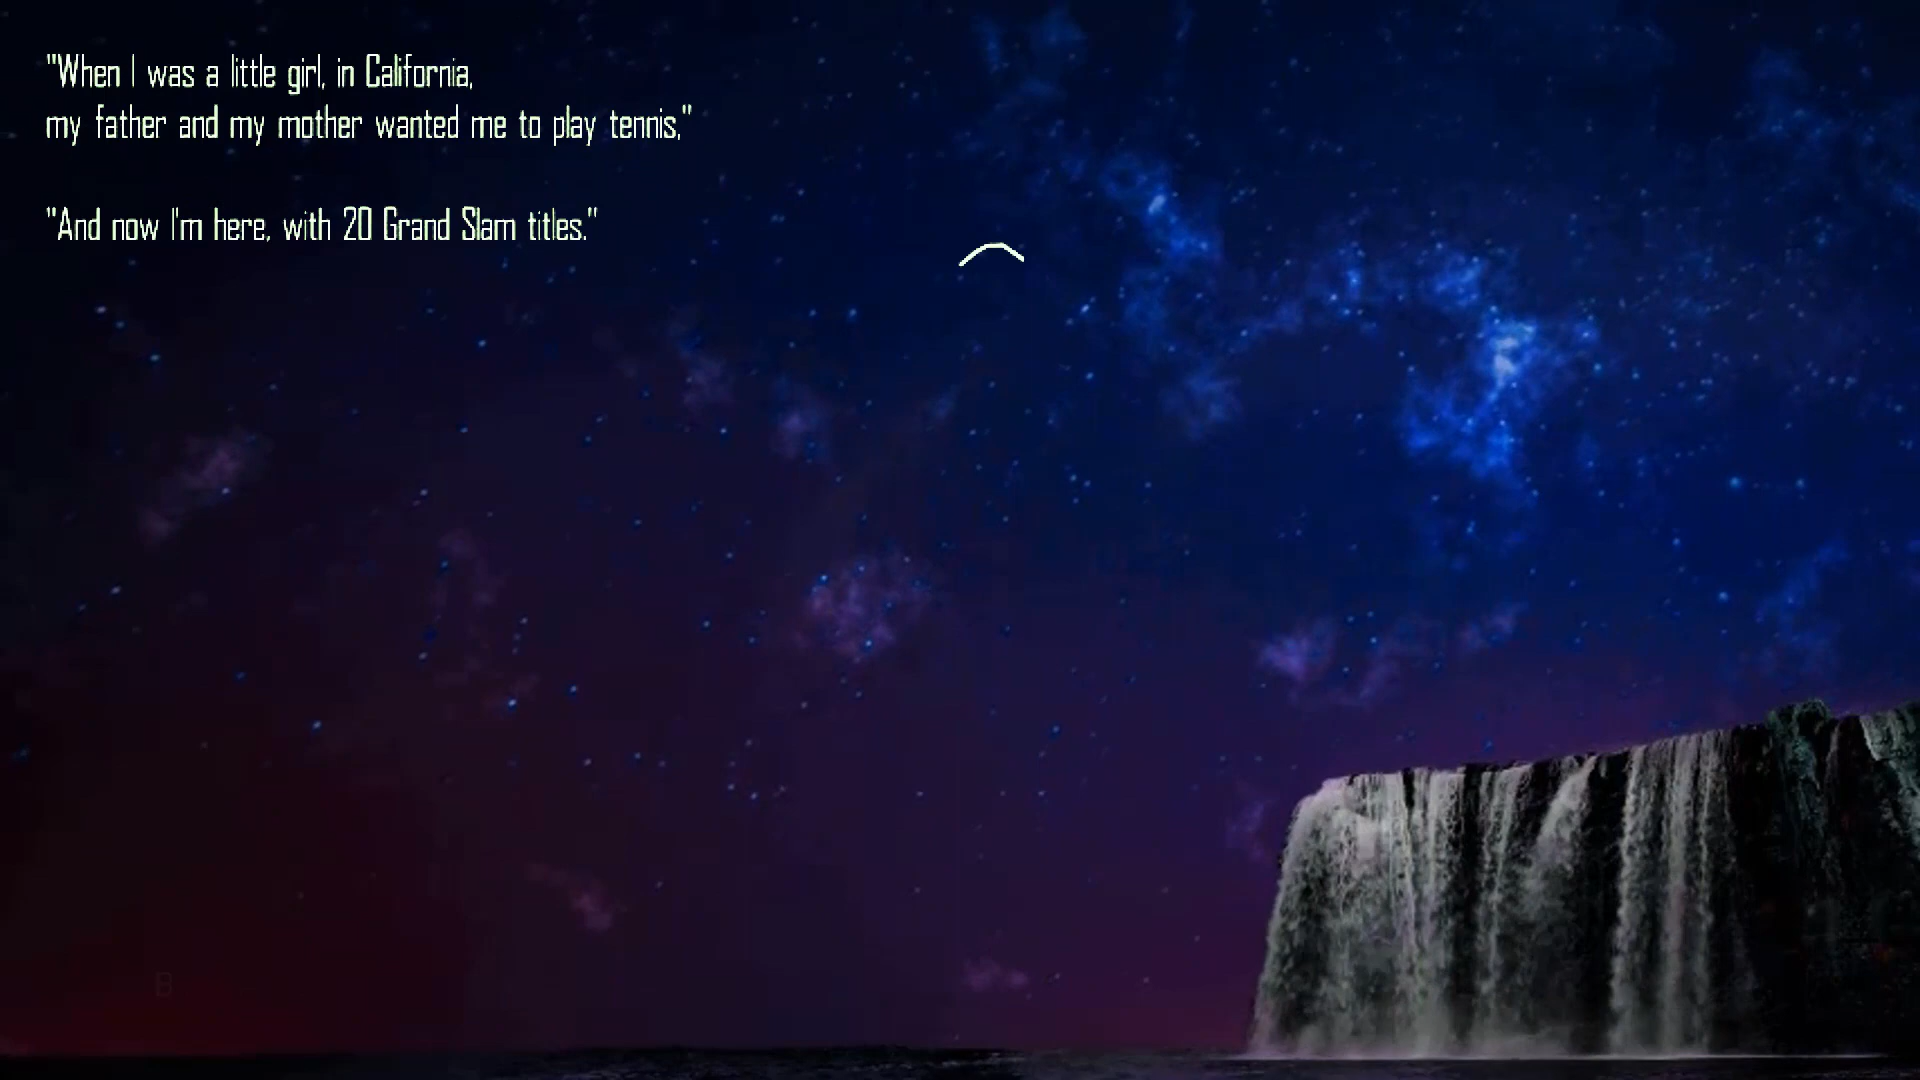 "When I was a little girl, in California,
my father and my mother wanted me to play tennis,"
"And now I'm here, with 20 Grand Slam titles."